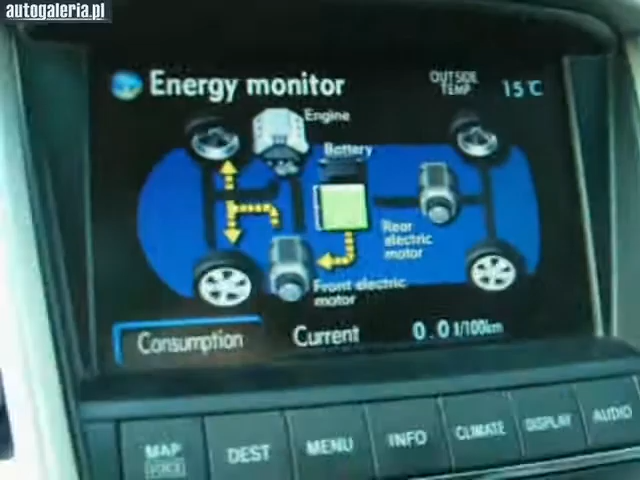 autogaleria.pl
Energy monitor
OUTSIDE
TEMP
15°C
Engine
Battery
Rear
electric
motor
Front electric
motor
Consumption
Current
0.0 l/100km
MAP
VOICE
DEST
MENU
INFO
CLIMATE
DISPLAY
AUDIO